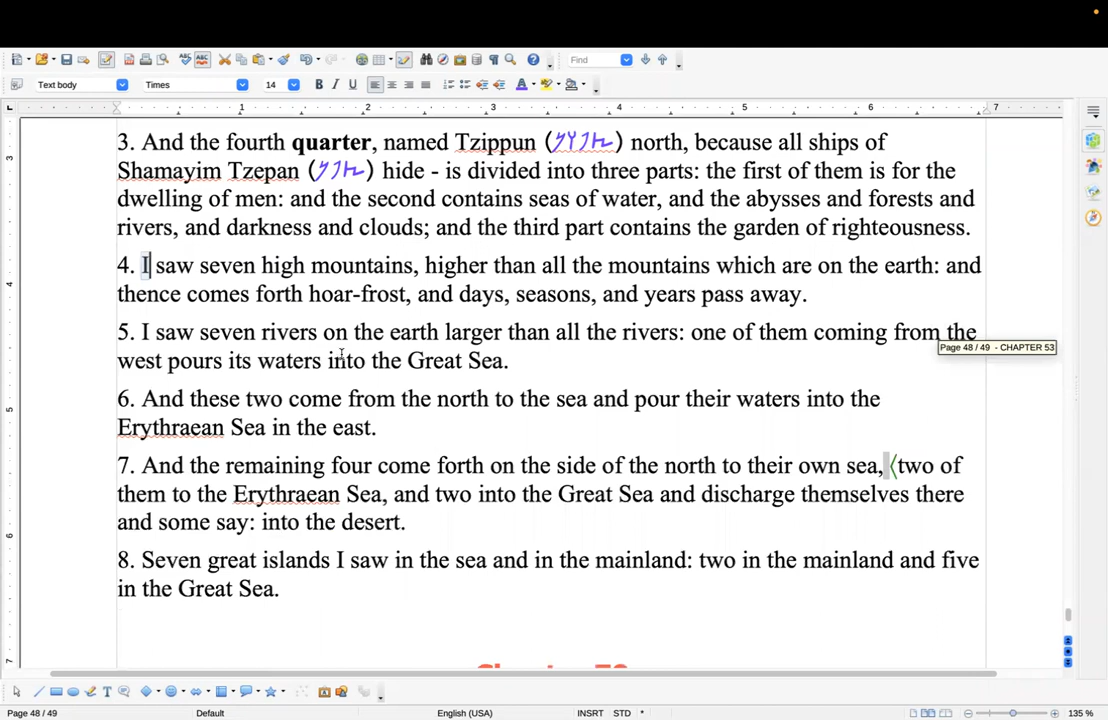 Find
Text body
Times
14
1 2 3 4 5 6 7
3. And the fourth quarter, named Tzippun () north, because all ships of
Shamayim Tzepan () hide - is divided into three parts: the first of them is for the
dwelling of men: and the second contains seas of water, and the abysses and forests and
rivers, and darkness and clouds; and the third part contains the garden of righteousness.
4. I saw seven high mountains, higher than all the mountains which are on the earth: and
thence comes forth hoar-frost, and days, seasons, and years pass away.
5. I saw seven rivers on the earth larger than all the rivers: one of them coming from the
west pours its waters into the Great Sea.
Page 48 / 49 - CHAPTER 53
6. And these two come from the north to the sea and pour their waters into the
Erythraean Sea in the east.
7. And the remaining four come forth on the side of the north to their own sea, ⟨two of
them to the Erythraean Sea, and two into the Great Sea and discharge themselves there
and some say: into the desert.
8. Seven great islands I saw in the sea and in the mainland: two in the mainland and five
in the Great Sea.
Page 48 / 49
Default
English (USA)
INSRT
STD
135 %